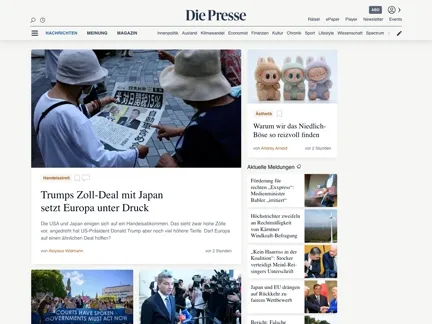 Die Presse
ABO
Rätsel ePaper Player Newsletter Events
NACHRICHTEN MEINUNG MAGAZIN
Innenpolitik Ausland Klimawandel Economist Finanzen Kultur Chronik Sport Lifestyle Wissenschaft Spectrum
Handelsstreit
Trumps Zoll-Deal mit Japan
setzt Europa unter Druck
Die USA und Japan einigen sich auf ein Handelsabkommen. Das sieht zwar hohe Zölle
vor, angedroht hat US-Präsident Donald Trump aber noch viel höhere Tarife. Darf Europa
auf einen ähnlichen Deal hoffen?
von Aloysius Widmann
vor 2 Stunden
COURTS HAVE SPOKEN
GOVERNMENTS MUST ACT NOW
Ästhetik
Warum wir das Niedlich-
Böse so reizvoll finden
von Andrey Arnold
vor 2 Stunden
Aktuelle Meldungen
Förderung für
rechten „Exxpress“:
Medienminister
Babler „irritiert“
Höchstrichter zweifeln
an Rechtmäßigkeit
von Kärntner
Windkraft-Befragung
„Kein Haarriss in der
Koalition“: Stocker
verteidigt Meinl-Rei-
singers Unterschrift
Japan und EU drängen
auf Rückkehr zu
fairem Wettbewerb
Bericht: Falsche